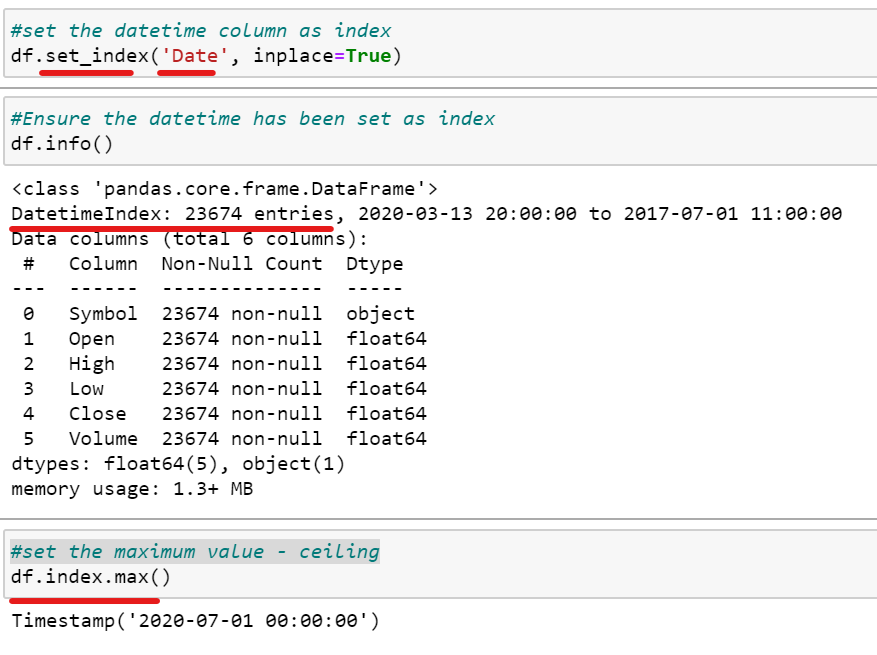 #set the datetime column as index
df.set_index('Date', inplace=True)
#Ensure the datetime has been set as index
df.info()
<class 'pandas.core.frame.DataFrame'>
DatetimeIndex: 23674 entries, 2020-03-13 20:00:00 to 2017-07-01 11:00:00
Data columns (total 6 columns):
 #   Column  Non-Null Count  Dtype
---  ------  --------------  -----
 0   Symbol  23674 non-null  object
 1   Open    23674 non-null  float64
 2   High    23674 non-null  float64
 3   Low     23674 non-null  float64
 4   Close   23674 non-null  float64
 5   Volume  23674 non-null  float64
dtypes: float64(5), object(1)
memory usage: 1.3+ MB
#set the maximum value - ceiling
df.index.max()
Timestamp('2020-07-01 00:00:00')